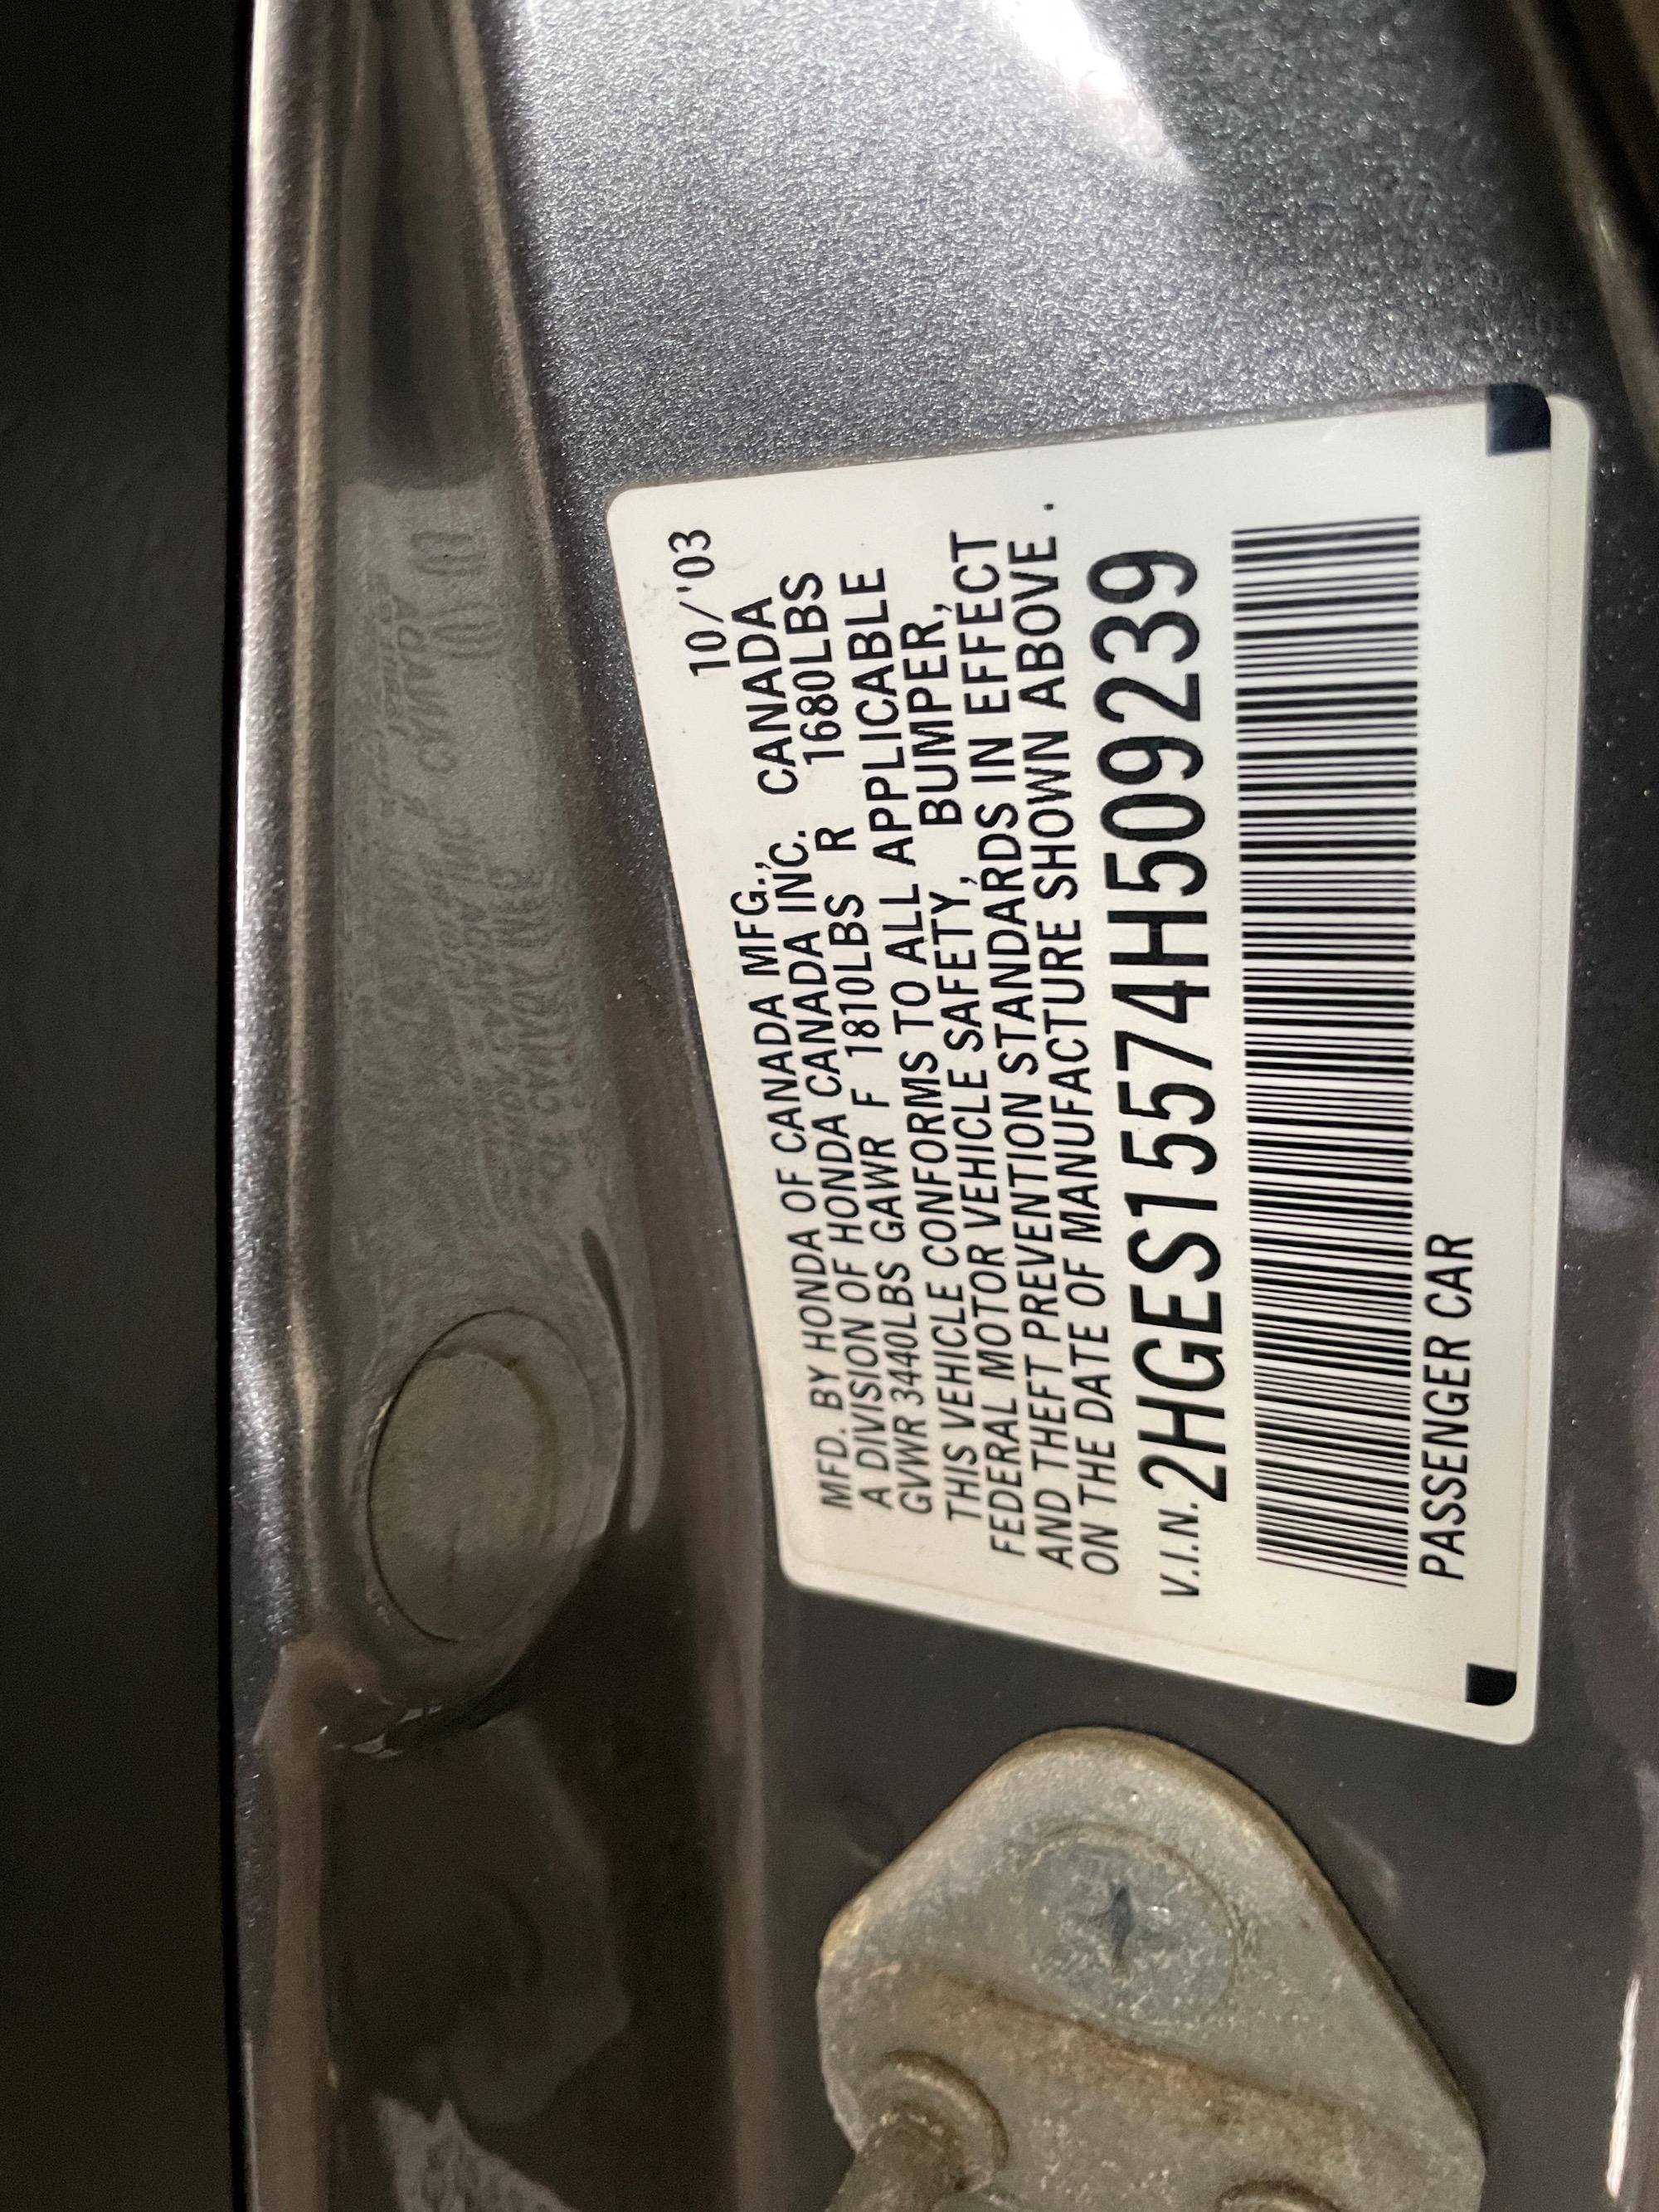 10/'03
MFD. BY HONDA OF CANADA MFG., CANADA
A DIVISION OF HONDA CANADA INC.
GVWR 3440LBS GAWR F 1810LBS R 1680LBS
THIS VEHICLE CONFORMS TO ALL APPLICABLE
FEDERAL MOTOR VEHICLE SAFETY, BUMPER,
AND THEFT PREVENTION STANDARDS IN EFFECT
ON THE DATE OF MANUFACTURE SHOWN ABOVE.
V.I.N. 2HGES15574H509239
PASSENGER CAR